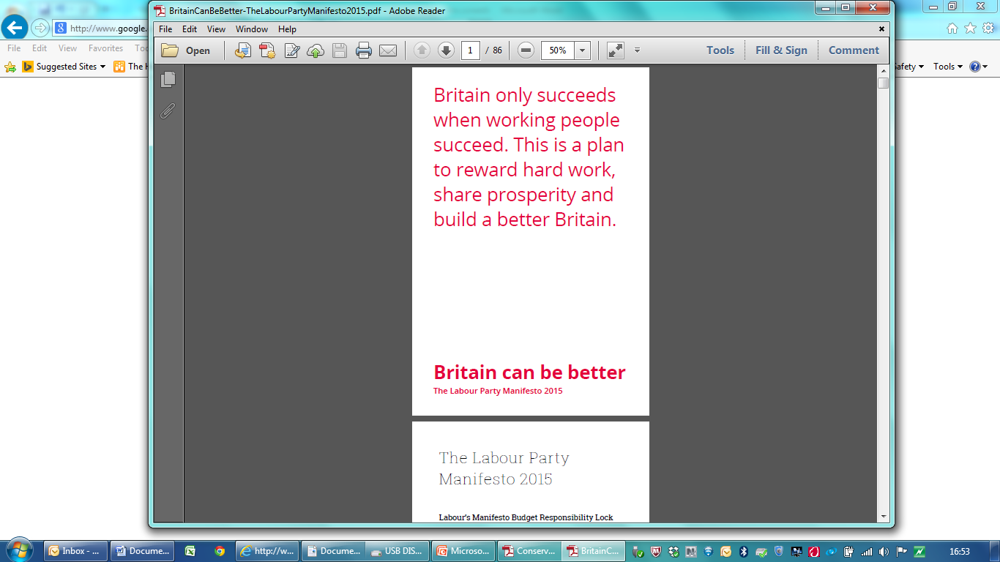 BritainCanBeBetter-TheLabourPartyManifesto2015.pdf - Adobe Reader
http://www.google.
File Edit View Window Help
File Edit View Favorites
Open
1 / 86
50%
Tools
Fill & Sign
Comment
Suggested Sites
The H
Safety
Tools
Britain only succeeds
when working people
succeed. This is a plan
to reward hard work,
share prosperity and
build a better Britain.
Britain can be better
The Labour Party Manifesto 2015
The Labour Party
Manifesto 2015
Labour's Manifesto Budget Responsibility Lock
Inbox - ...
Docume...
http://w...
Docume...
USB DIS...
Microso...
Conserv...
BritainC...
16:53